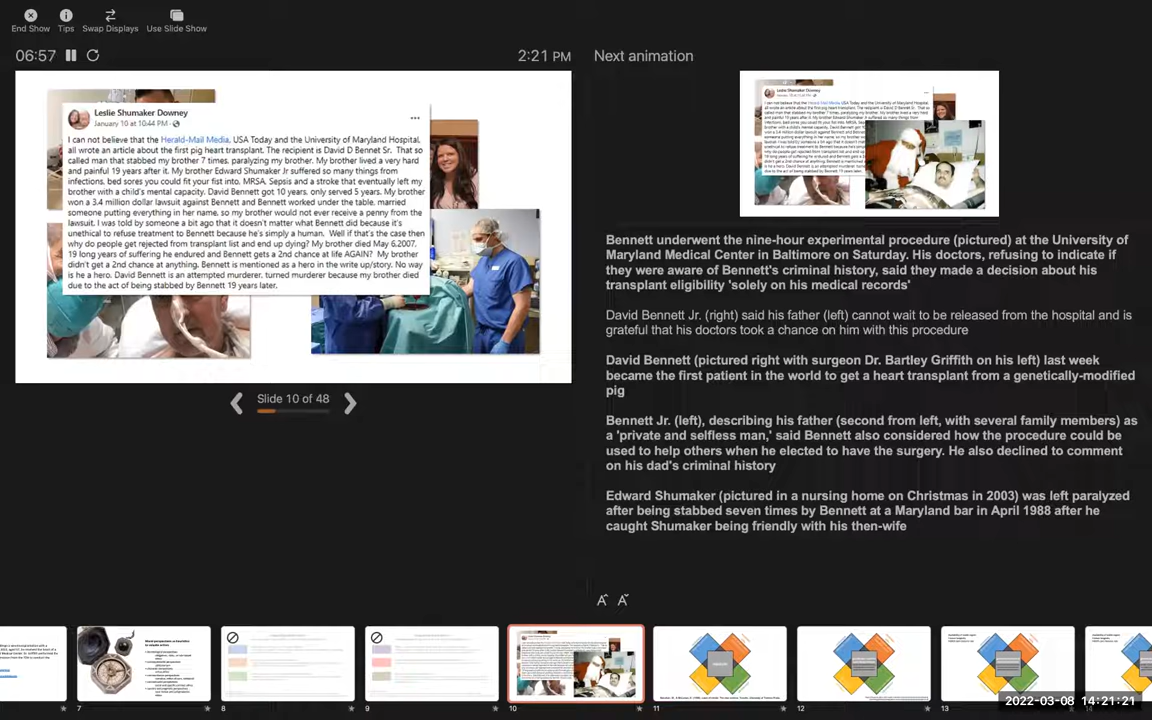 End Show
Tips
Swap Displays
Use Slide Show
06:57
2:21 PM
Next animation
Leslie Shumaker Downey
January 10 at 10:44 PM
I can not believe that the Herald-Mail Media, USA Today and the University of Maryland Hospital,
all wrote an article about the first pig heart transplant. The recipient is David D Bennet Sr. That so
called man that stabbed my brother 7 times, paralyzing my brother. My brother lived a very hard
and painful 19 years after it. My brother Edward Shumaker Jr suffered so many things from
infections, bed sores you could fit your fist into, MRSA, Sepsis and a stroke that eventually left my
brother with a child's mental capacity. David Bennett got 10 years, only served 5 years. My brother
won a 3.4 million dollar lawsuit against Bennett and Bennett worked under the table, married
someone putting everything in her name, so my brother would not ever receive a penny from the
lawsuit. I was told by someone a bit ago that it doesn't matter what Bennett did because it's
unethical to refuse treatment to Bennett because he's simply a human. Well if that's the case then
why do people get rejected from transplant list and end up dying? My brother died May 6,2007,
19 long years of suffering he endured and Bennett gets a 2nd chance at life AGAIN? My brother
didn't get a 2nd chance at anything. Bennett is mentioned as a hero in the write up/story. No way
is he a hero. David Bennett is an attempted murderer, turned murderer because my brother died
due to the act of being stabbed by Bennett 19 years later.
Slide 10 of 48
Bennett underwent the nine-hour experimental procedure (pictured) at the University of
Maryland Medical Center in Baltimore on Saturday. His doctors, refusing to indicate if
they were aware of Bennett's criminal history, said they made a decision about his
transplant eligibility 'solely on his medical records'
David Bennett Jr. (right) said his father (left) cannot wait to be released from the hospital and is
grateful that his doctors took a chance on him with this procedure
David Bennett (pictured right with surgeon Dr. Bartley Griffith on his left) last week
became the first patient in the world to get a heart transplant from a genetically-modified
pig
Bennett Jr. (left), describing his father (second from left, with several family members) as
a 'private and selfless man,' said Bennett also considered how the procedure could be
used to help others when he elected to have the surgery. He also declined to comment
on his dad's criminal history
Edward Shumaker (pictured in a nursing home on Christmas in 2003) was left paralyzed
after being stabbed seven times by Bennett at a Maryland bar in April 1988 after he
caught Shumaker being friendly with his then-wife
7
8
9
10
11
12
13
14
2022-03-08 14:21:21